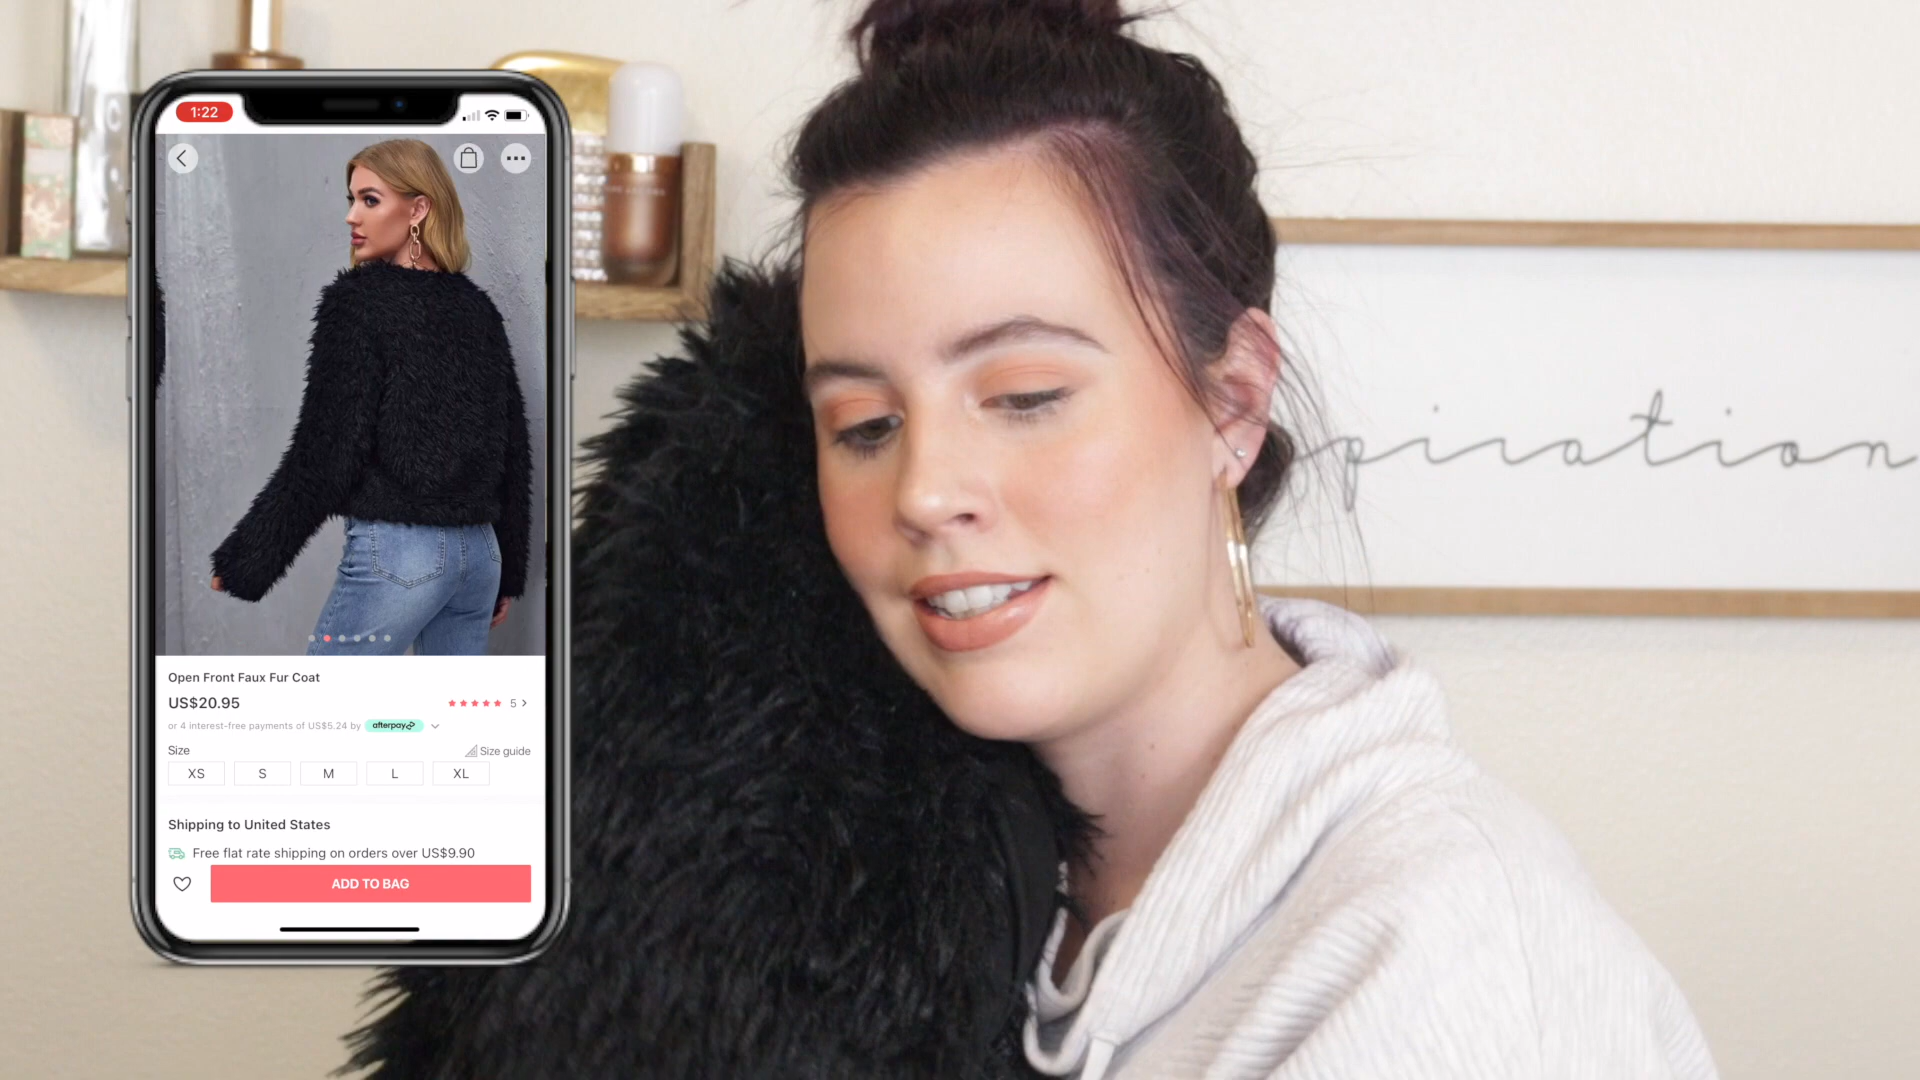 1:22
Open Front Faux Fur Coat
US$20.95
5
or 4 interest-free payments of US$5.24 by afterpay
Size
Size guide
XS
S
M
L
XL
Shipping to United States
Free flat rate shipping on orders over US$9.90
ADD TO BAG
piration